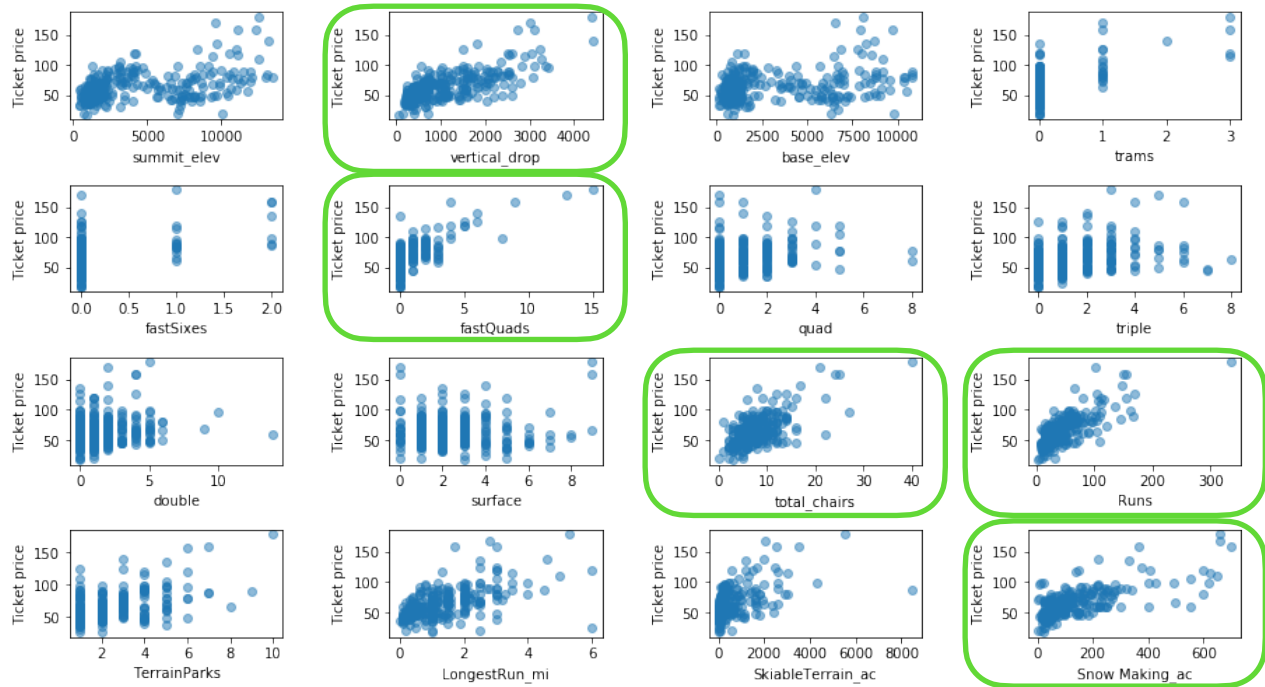 Ticket price
150
100
50
0 5000 10000
summit_elev
Ticket price
150
100
50
0 1000 2000 3000 4000
vertical_drop
Ticket price
150
100
50
0 2500 5000 7500 10000
base_elev
Ticket price
150
100
50
0 1 2 3
trams
Ticket price
150
100
50
0.0 0.5 1.0 1.5 2.0
fastSixes
Ticket price
150
100
50
0 5 10 15
fastQuads
Ticket price
150
100
50
0 2 4 6 8
quad
Ticket price
150
100
50
0 2 4 6 8
triple
Ticket price
150
100
50
0 5 10
double
Ticket price
150
100
50
0 2 4 6 8
surface
Ticket price
150
100
50
0 10 20 30 40
total_chairs
Ticket price
150
100
50
0 100 200 300
Runs
Ticket price
150
100
50
2 4 6 8 10
TerrainParks
Ticket price
150
100
50
0 2 4 6
LongestRun_mi
Ticket price
150
100
50
0 2000 4000 6000 8000
SkiableTerrain_ac
Ticket price
150
100
50
0 200 400 600
Snow Making_ac